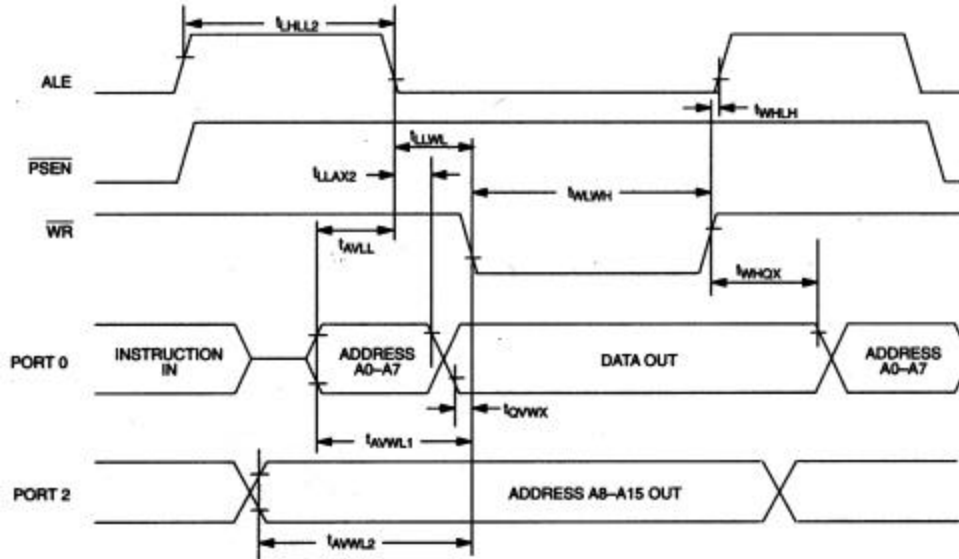 tLHLL2
ALE
tWHLH
tLLWL
PSEN
tLLAX2
tWLWH
WR
tAVLL
tWHQX
PORT 0
INSTRUCTION
IN
ADDRESS
A0–A7
DATA OUT
ADDRESS
A0–A7
tQVWX
tAVWL1
PORT 2
ADDRESS A8–A15 OUT
tAVWL2